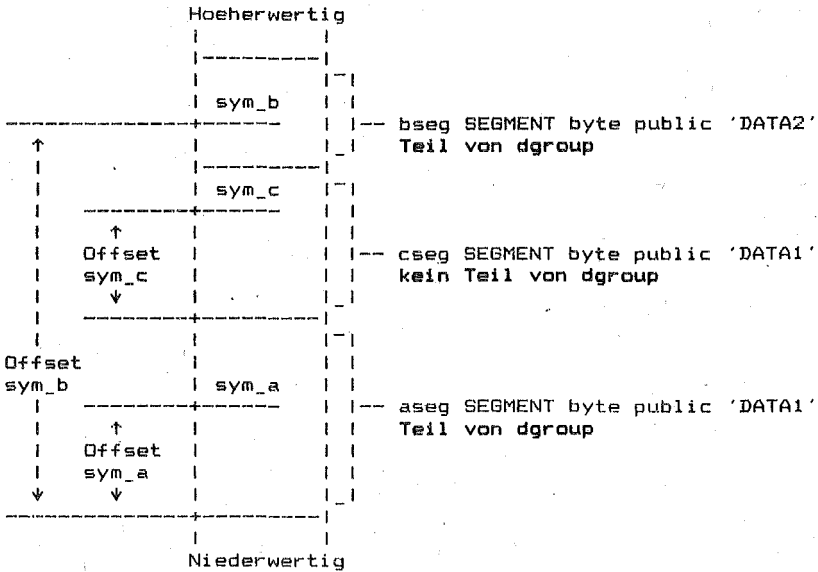 Hoeherwertig
sym_b
bseg SEGMENT byte public 'DATA2'
Teil von dgroup
sym_c
Offset
sym_c
cseg SEGMENT byte public 'DATA1'
kein Teil von dgroup
Offset
sym_b
sym_a
aseg SEGMENT byte public 'DATA1'
Teil von dgroup
Offset
sym_a
Niederwertig